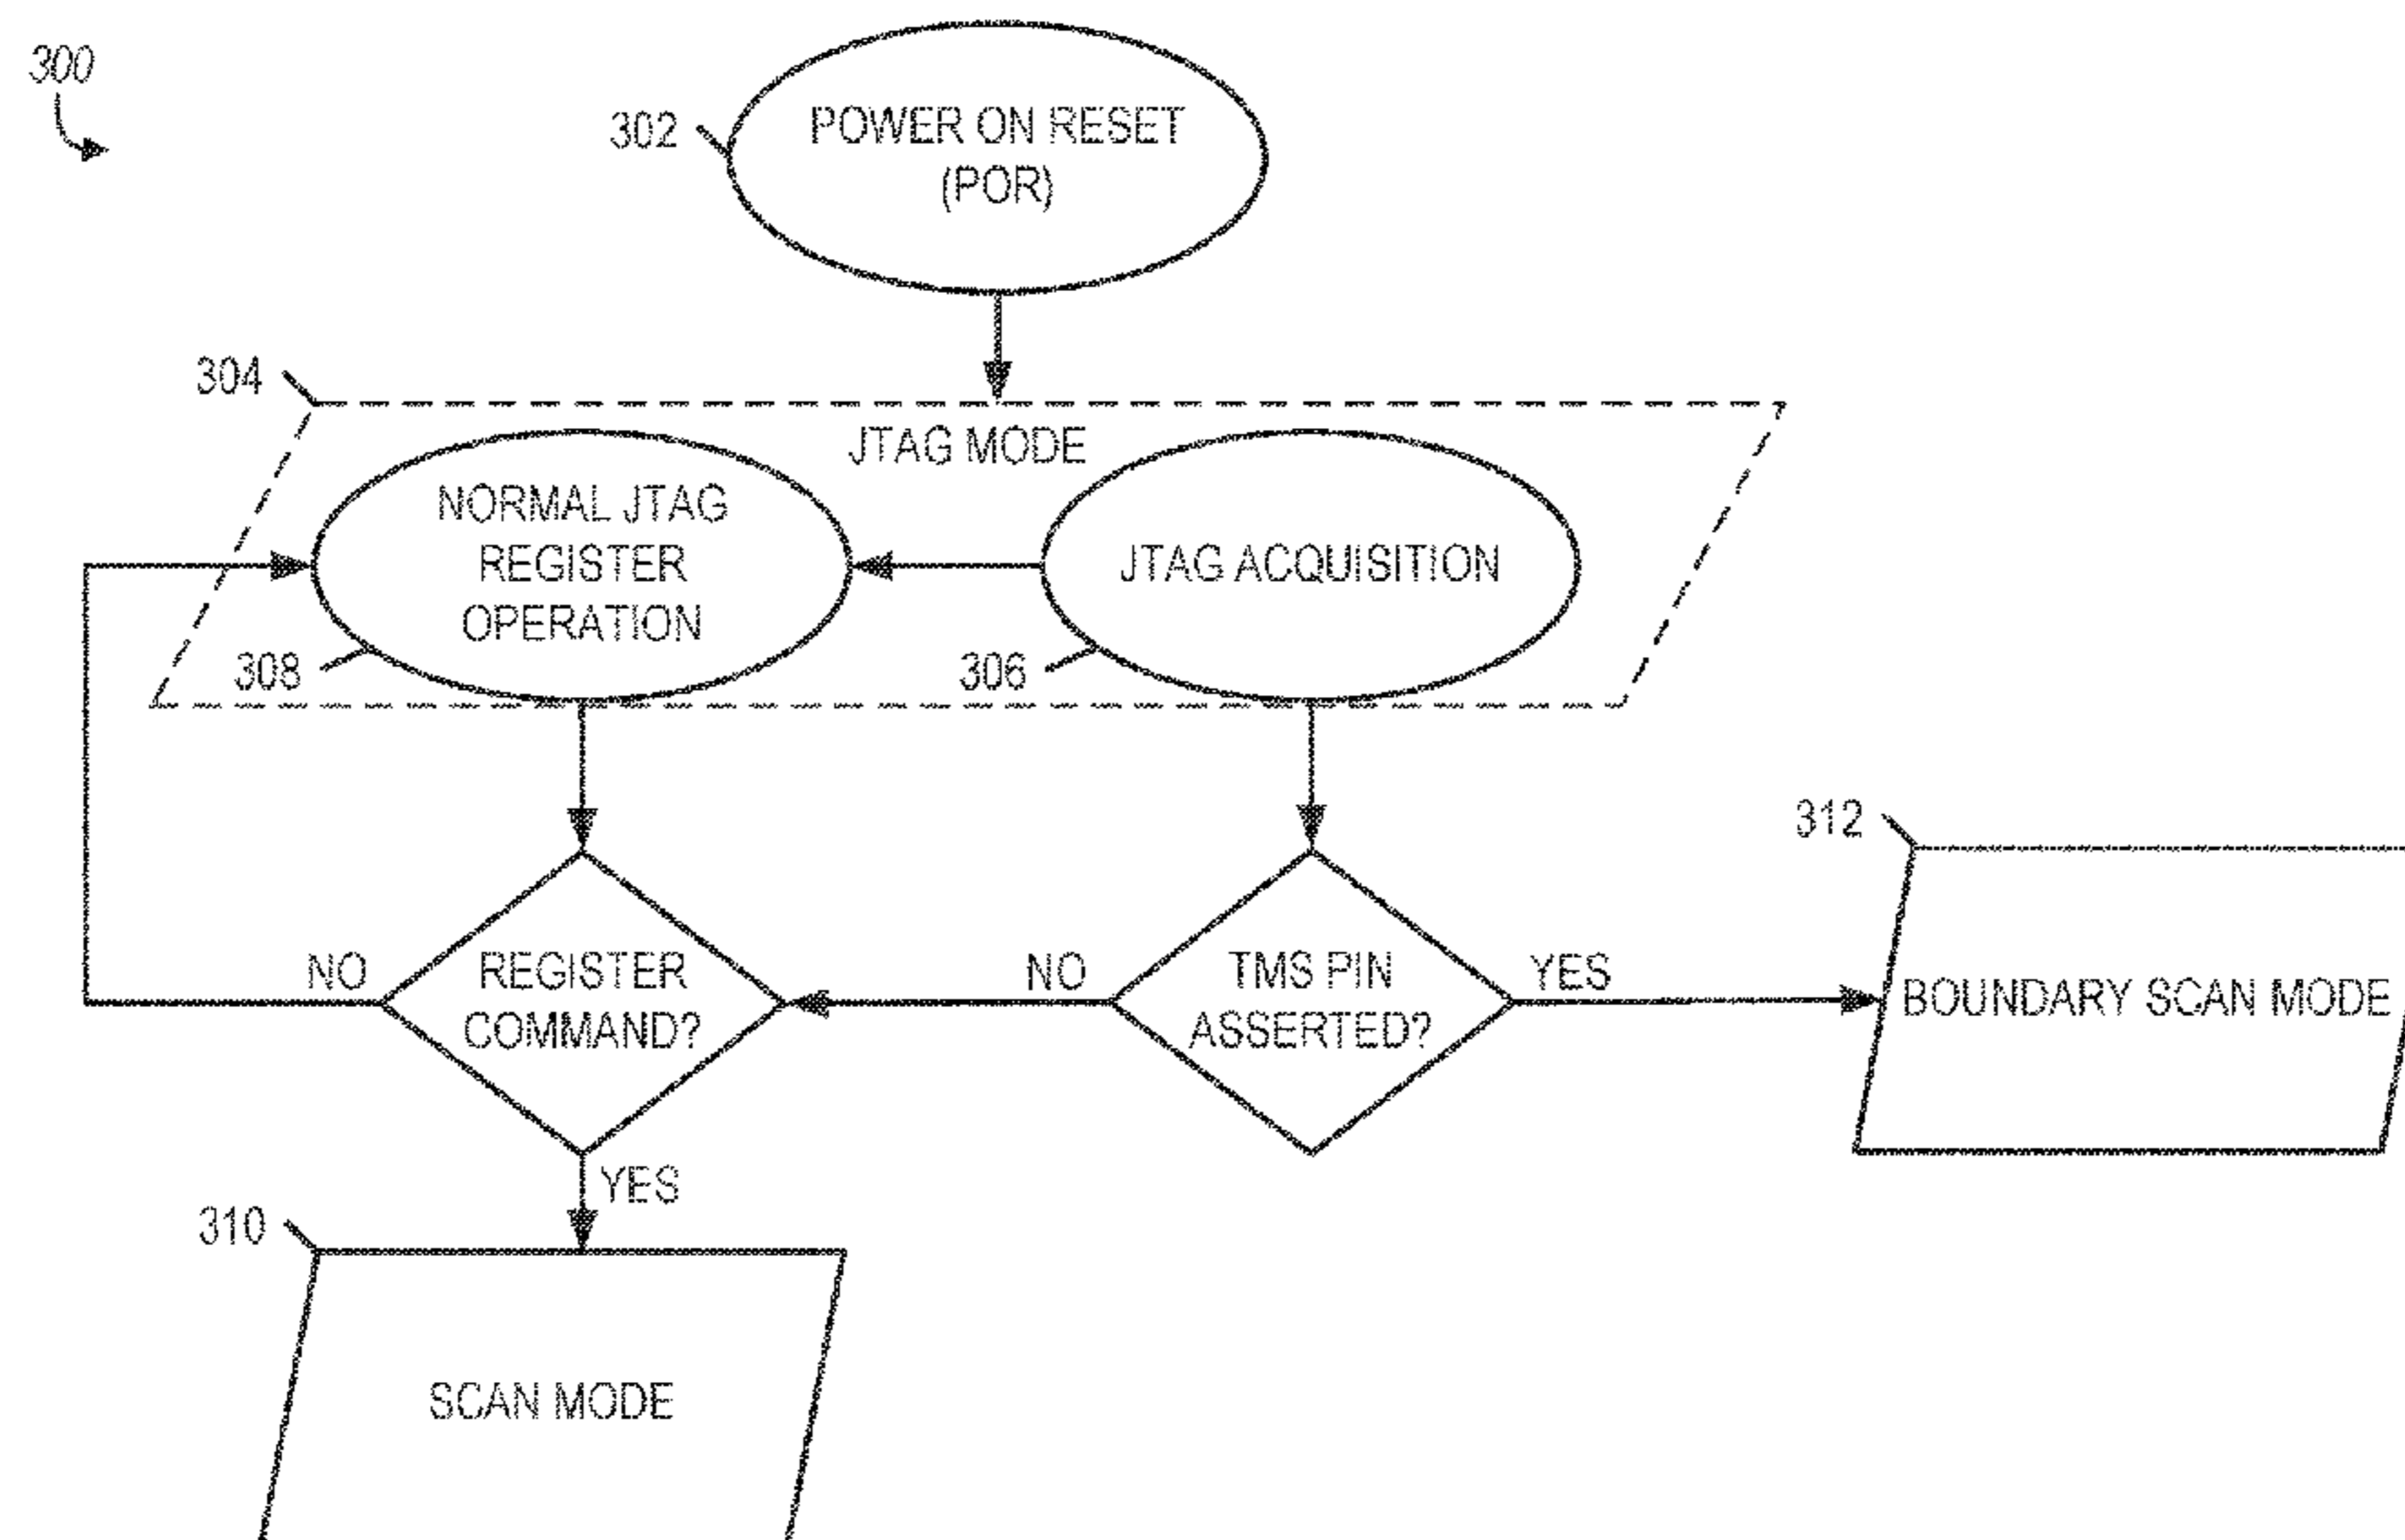 300
302
POWER ON RESET
(POR)
304
JTAG MODE
NORMAL JTAG
REGISTER
OPERATION
308
JTAG ACQUISITION
306
312
NO
REGISTER
COMMAND?
NO
TMS PIN
ASSERTED?
YES
BOUNDARY SCAN MODE
YES
310
SCAN MODE